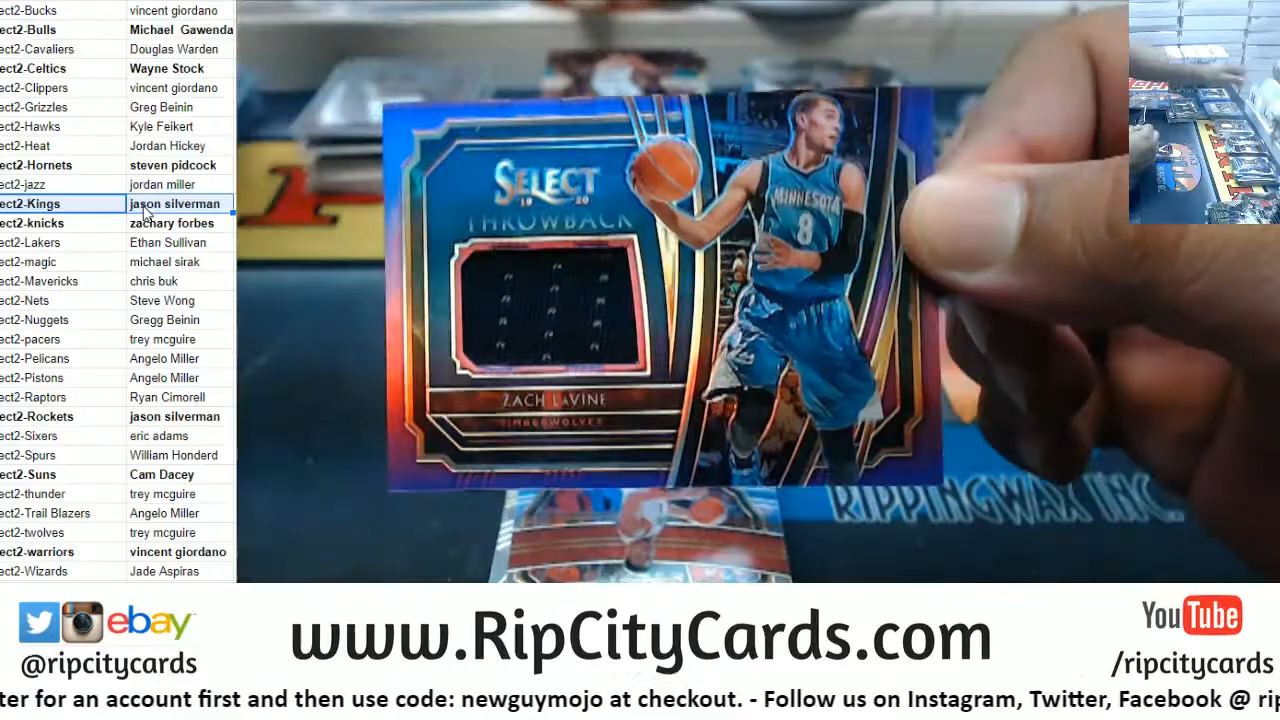 ect2-Bucks vincent giordano
ect2-Bulls Michael Gawenda
ect2-Cavaliers Douglas Warden
ect2-Celtics Wayne Stock
ect2-Clippers vincent giordano
ect2-Grizzles Greg Beinin
ect2-Hawks Kyle Feikert
ect2-Heat Jordan Hickey
ect2-Hornets steven pidcock
ect2-jazz jordan miller
ect2-Kings jason silverman
ect2-knicks zachary forbes
ect2-Lakers Ethan Sullivan
ect2-magic michael sirak
ect2-Mavericks chris buk
ect2-Nets Steve Wong
ect2-Nuggets Gregg Beinin
ect2-pacers trey mcguire
ect2-Pelicans Angelo Miller
ect2-Pistons Angelo Miller
ect2-Raptors Ryan Cimorell
ect2-Rockets jason silverman
ect2-Sixers eric adams
ect2-Spurs William Honderd
ect2-Suns Cam Dacey
ect2-thunder trey mcguire
ect2-Trail Blazers Angelo Miller
ect2-twolves trey mcguire
ect2-warriors vincent giordano
ect2-Wizards Jade Aspiras
SELECT
19 20
THROWBACK
MINNESOTA
8
ZACH LAVINE
TIMBERWOLVES
RIPPINGWAX INC.
ebay
@ripcitycards
www.RipCityCards.com
YouTube
/ripcitycards
ter for an account first and then use code: newguymojo at checkout. - Follow us on Instagram, Twitter, Facebook @ rip